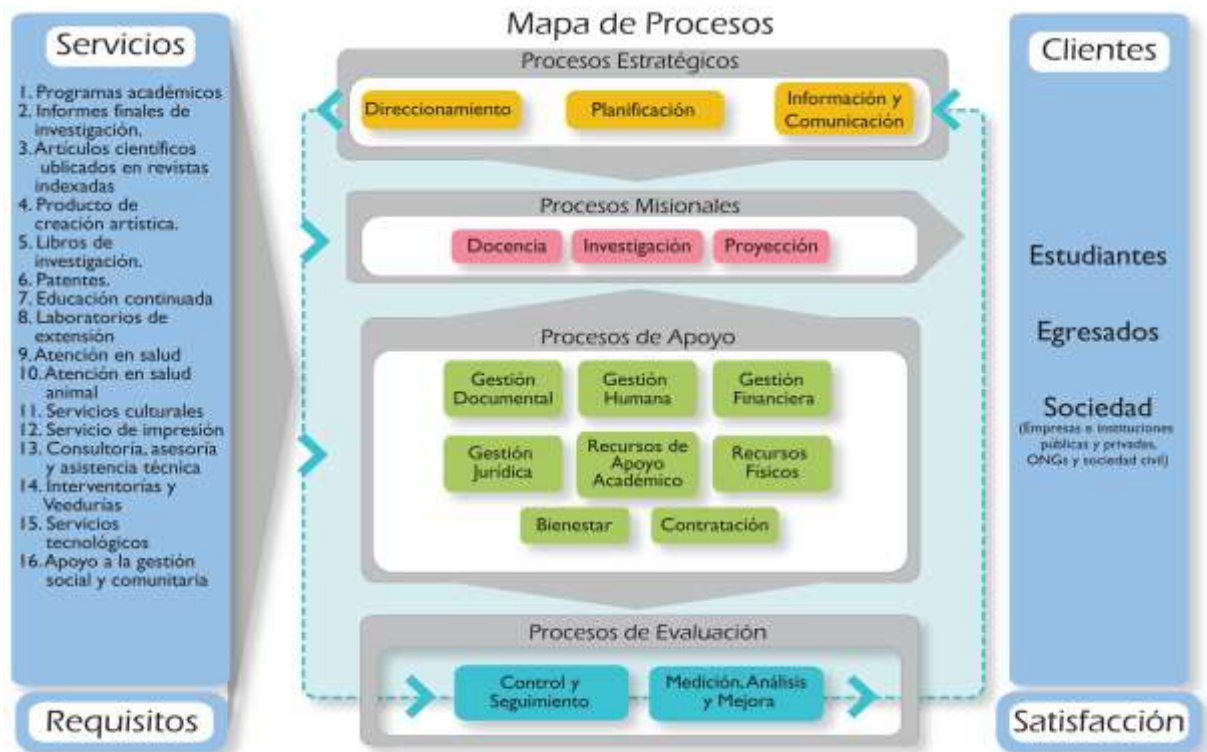 Mapa de Procesos
Servicios
1. Programas académicos
2. Informes finales de
investigación.
3. Artículos científicos
ublicados en revistas
indexadas
4. Producto de
creación artística.
5. Libros de
investigación.
6. Patentes.
7. Educación continuada
8. Laboratorios de
extensión
9. Atención en salud
10. Atención en salud
animal
11. Servicios culturales
12. Servicio de impresión
13. Consultoría, asesoría
y asistencia técnica
14. Interventorías y
Veedurías
15. Servicios
tecnológicos
16. Apoyo a la gestión
social y comunitaria
Requisitos
Procesos Estratégicos
Direccionamiento
Planificación
Información y
Comunicación
Procesos Misionales
Docencia
Investigación
Proyección
Procesos de Apoyo
Gestión
Documental
Gestión
Humana
Gestión
Financiera
Gestión
Jurídica
Recursos de
Apoyo
Académico
Recursos
Físicos
Bienestar
Contratación
Procesos de Evaluación
Control y
Seguimiento
Medición, Análisis
y Mejora
Clientes
Estudiantes
Egresados
Sociedad
(Empresas e instituciones
públicas y privadas,
ONGs y sociedad civil)
Satisfacción